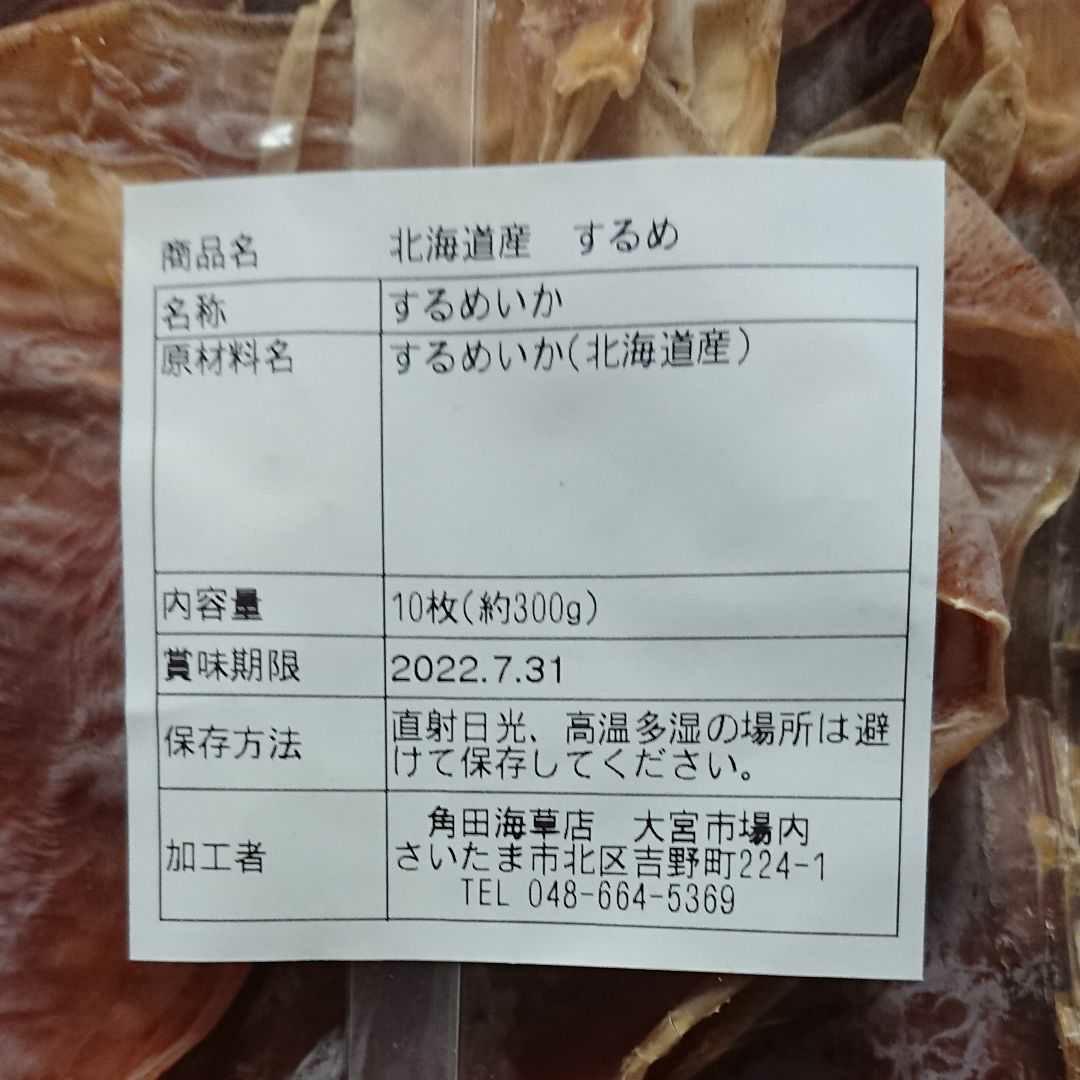 商品名 北海道産 するめ
名称 するめいか
原材料名 するめいか(北海道産)
内容量 10枚(約300g)
賞味期限 2022.7.31
保存方法 直射日光、高温多湿の場所は避
けて保存してください。
加工者 角田海草店 大宮市場内
さいたま市北区吉野町224-1
TEL 048-664-5369